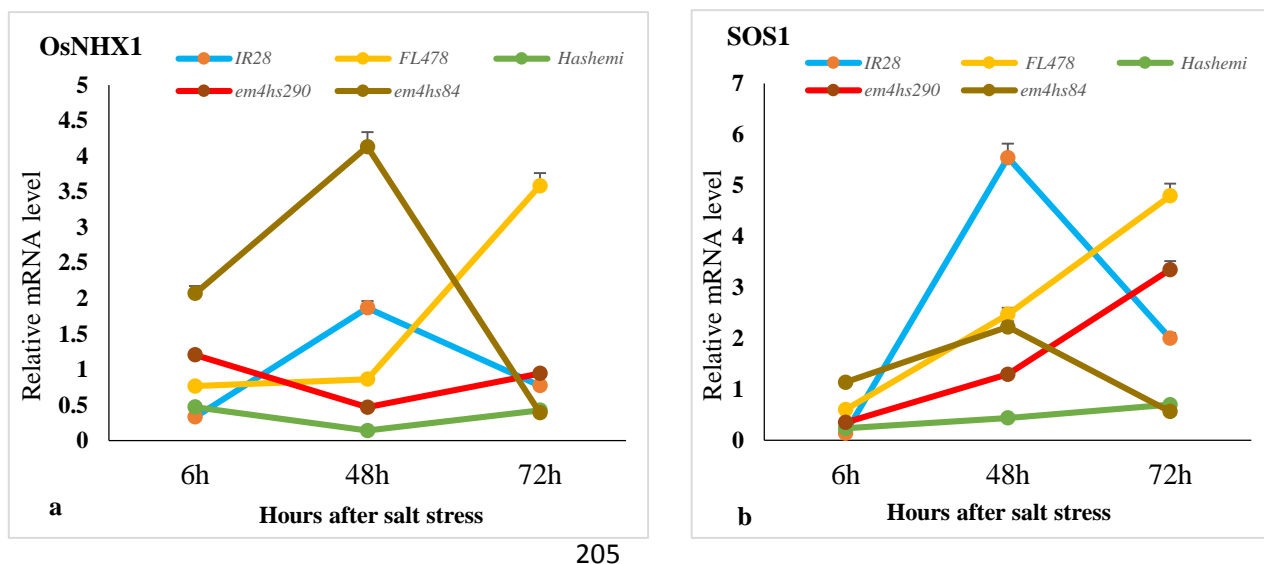 OsNHX1
IR28 FL478 Hashemi
em4hs290 em4hs84
Relative mRNA level
5
4.5
4
3.5
3
2.5
2
1.5
1
0.5
0
6h 48h 72h
Hours after salt stress
a
SOS1
IR28 FL478 Hashemi
em4hs290 em4hs84
Relative mRNA level
7
6
5
4
3
2
1
0
6h 48h 72h
Hours after salt stress
b
205